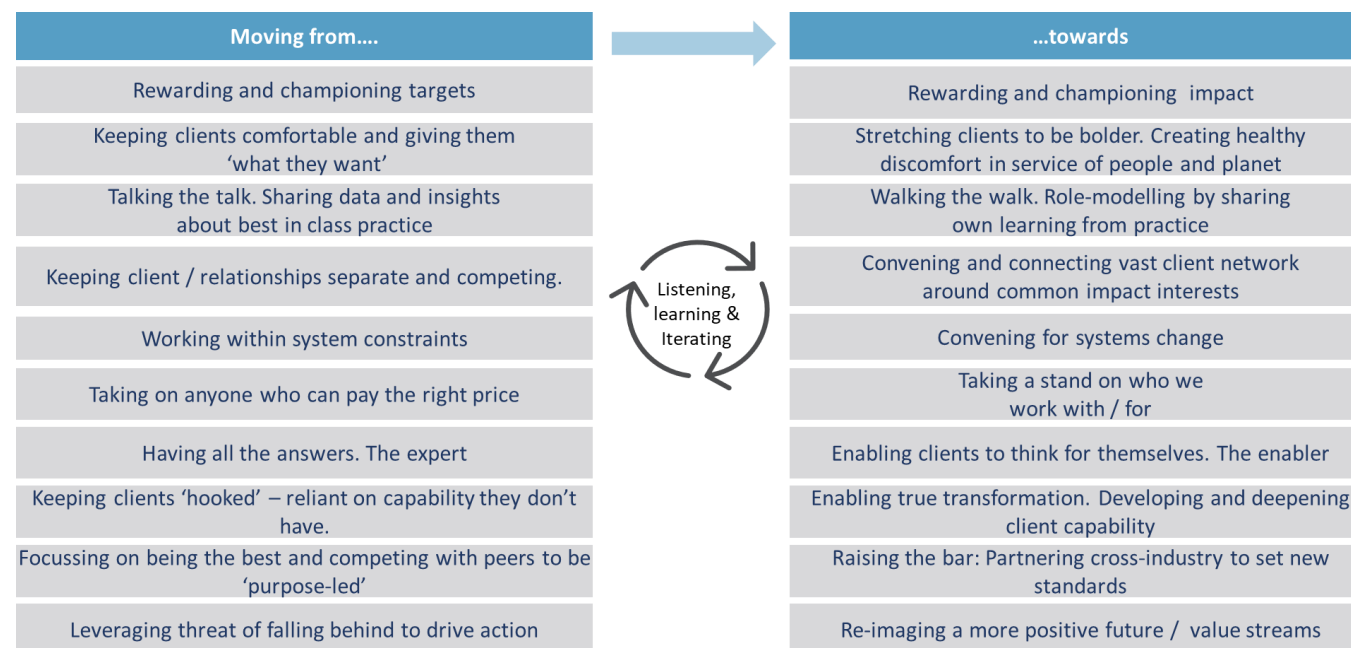 Moving from....
...towards
Rewarding and championing targets
Rewarding and championing impact
Keeping clients comfortable and giving them
'what they want'
Stretching clients to be bolder. Creating healthy
discomfort in service of people and planet
Talking the talk. Sharing data and insights
about best in class practice
Walking the walk. Role-modelling by sharing
own learning from practice
Keeping client / relationships separate and competing.
Convening and connecting vast client network
around common impact interests
Listening,
learning &
Iterating
Working within system constraints
Convening for systems change
Taking on anyone who can pay the right price
Taking a stand on who we
work with / for
Having all the answers. The expert
Enabling clients to think for themselves. The enabler
Keeping clients 'hooked' – reliant on capability they don't
have.
Enabling true transformation. Developing and deepening
client capability
Focussing on being the best and competing with peers to be
'purpose-led'
Raising the bar: Partnering cross-industry to set new
standards
Leveraging threat of falling behind to drive action
Re-imaging a more positive future / value streams